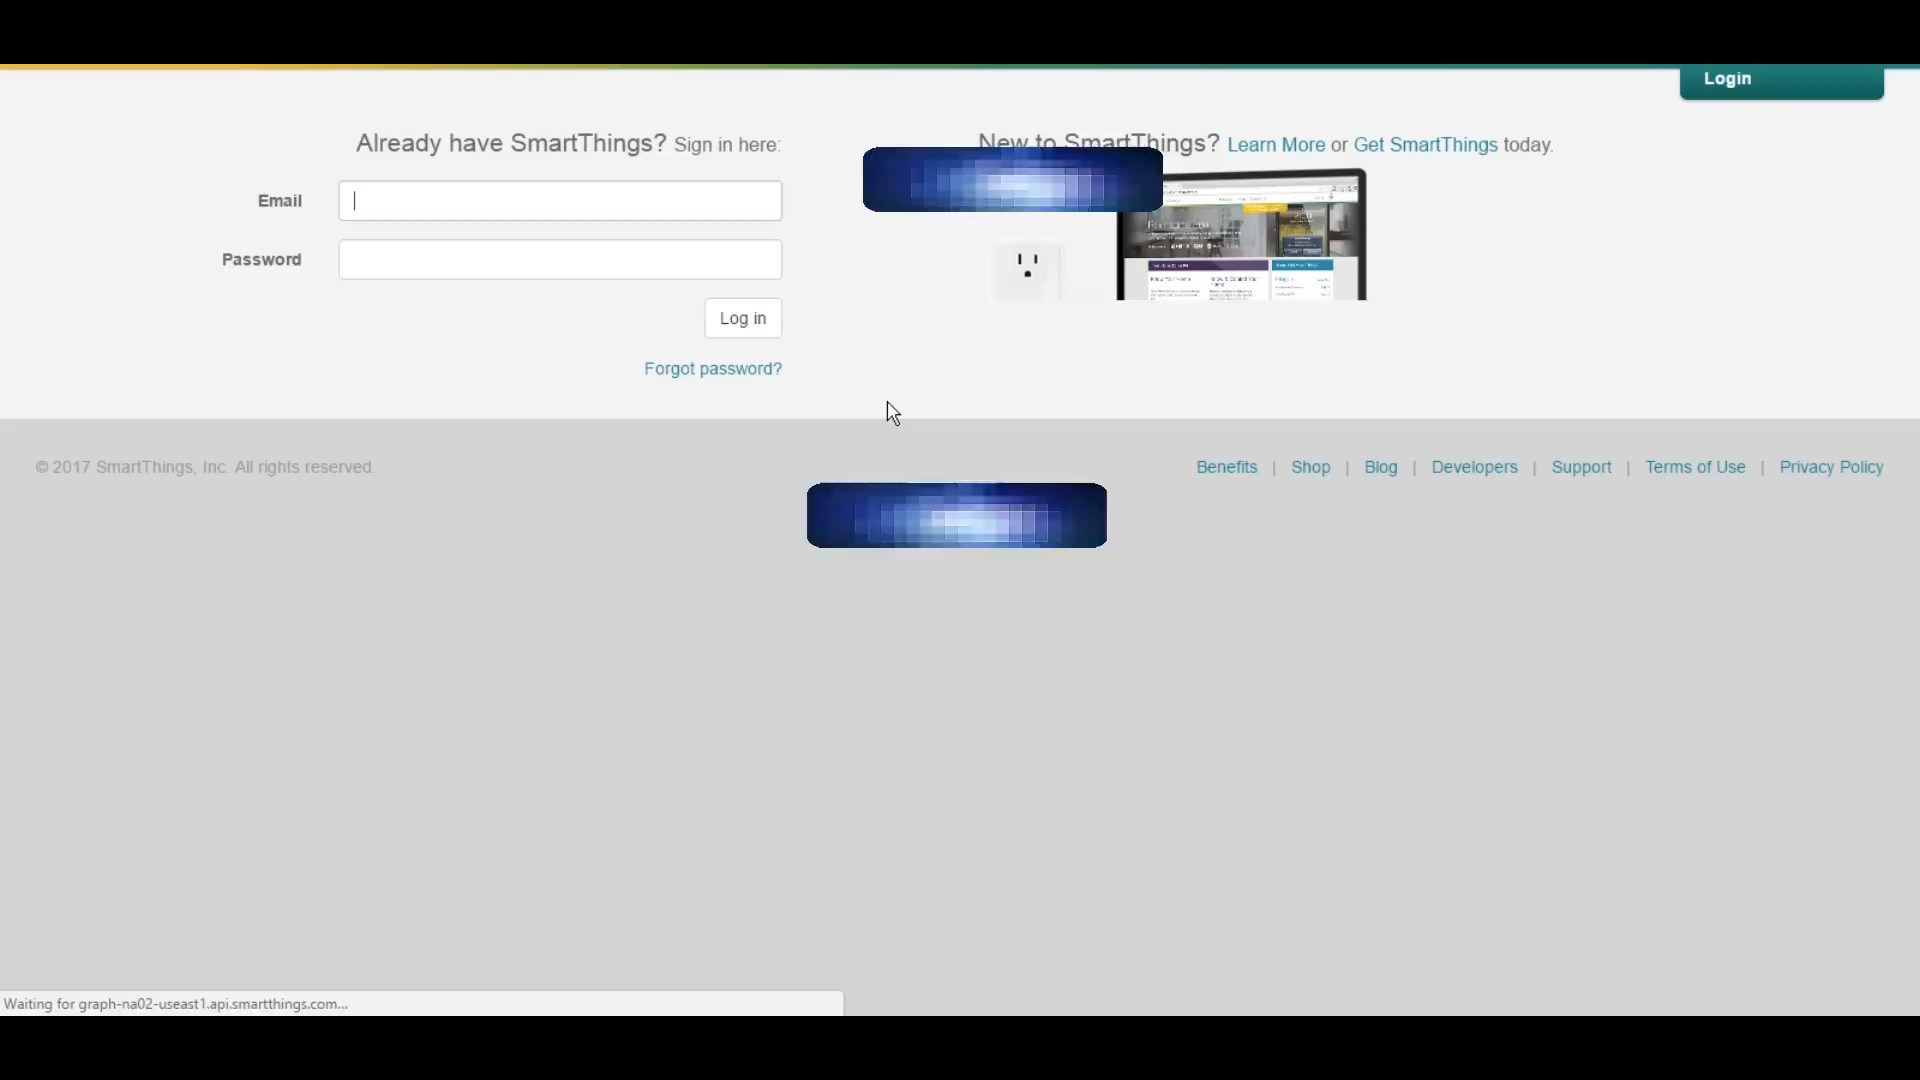 Login
Already have SmartThings? Sign in here:
Email
Password
Log in
Forgot password?
New to SmartThings? Learn More or Get SmartThings today.
© 2017 SmartThings, Inc. All rights reserved.
Benefits | Shop | Blog | Developers | Support | Terms of Use | Privacy Policy
Waiting for graph-na02-useast1.api.smartthings.com...